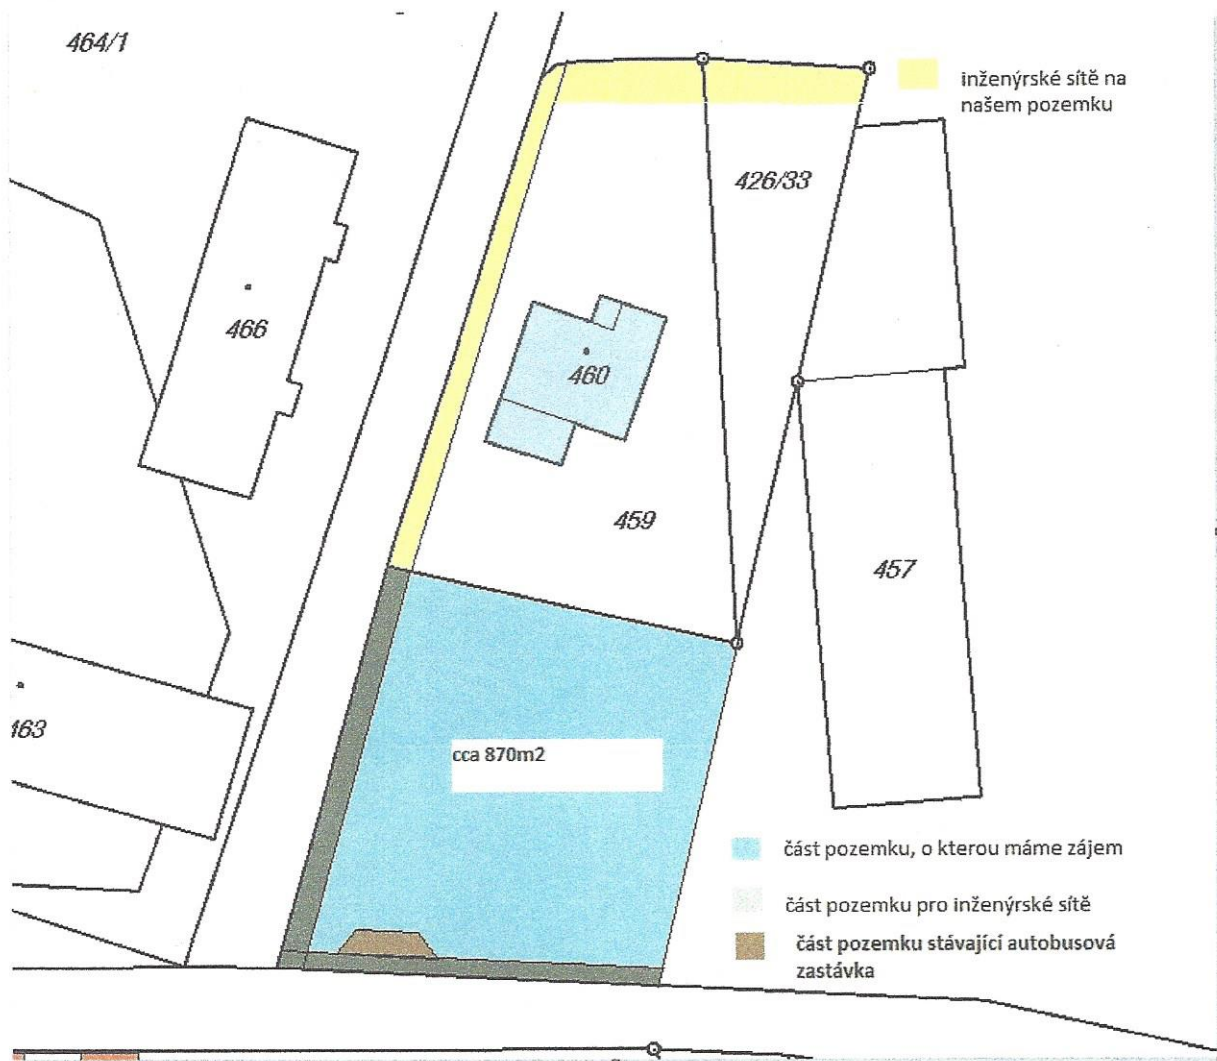 464/1
inženýrské sítě na
našem pozemku
426/33
466
460
459
457
463
cca 870m2
část pozemku, o kterou máme zájem
část pozemku pro inženýrské sítě
část pozemku stávající autobusová
zastávka